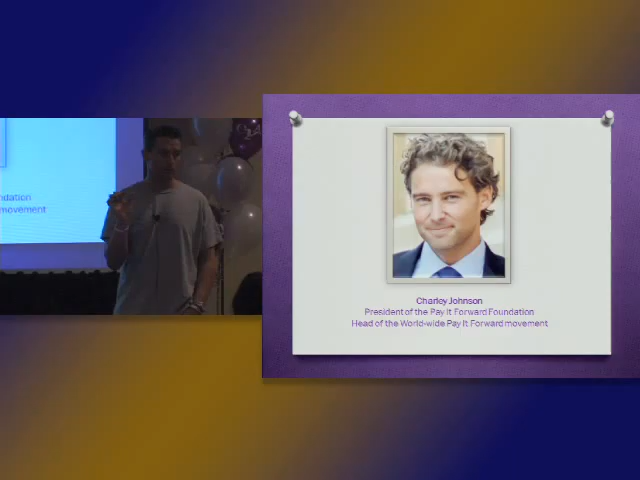 ndation
movement
Charley Johnson
President of the Pay It Forward Foundation
Head of the World-wide Pay It Forward movement